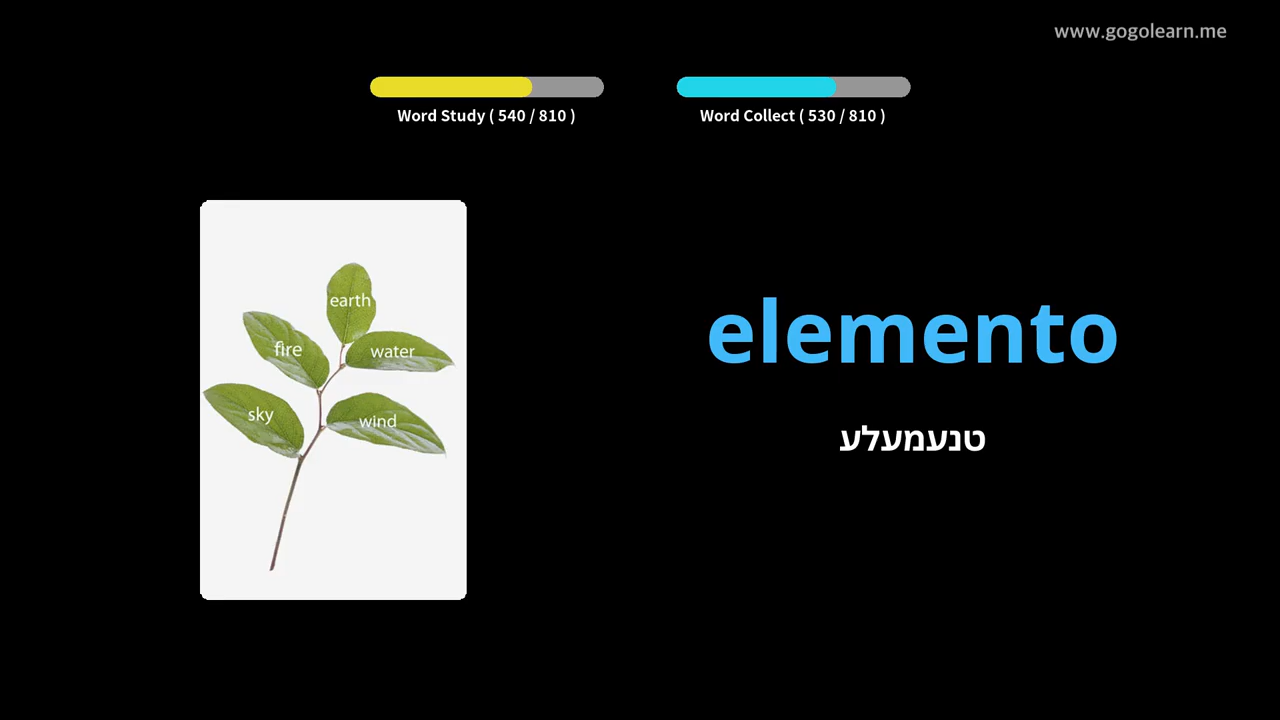 www.gogolearn.me
Word Study ( 540 / 810 )
Word Collect ( 530 / 810 )
earth
fire
water
sky
wind
elemento
טנעמעלע